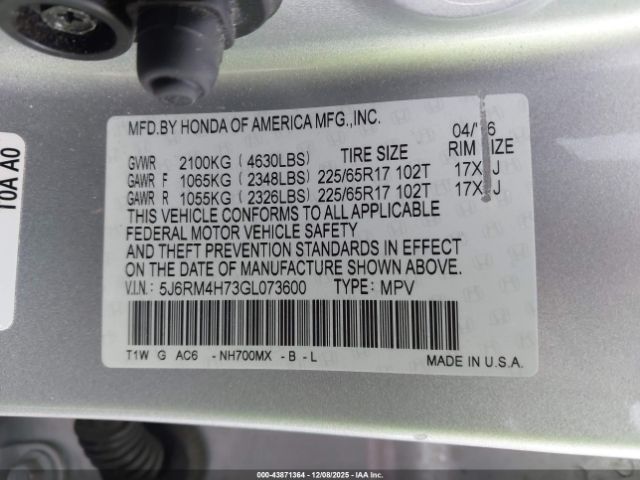 MFD.BY HONDA OF AMERICA MFG.,INC. 04/'6
GVWR 2100KG ( 4630LBS) TIRE SIZE RIM SIZE
GAWR F 1065KG ( 2348LBS) 225/65R17 102T 17X J
GAWR R 1055KG ( 2326LBS) 225/65R17 102T 17X J
THIS VEHICLE CONFORMS TO ALL APPLICABLE
FEDERAL MOTOR VEHICLE SAFETY
AND THEFT PREVENTION STANDARDS IN EFFECT
ON THE DATE OF MANUFACTURE SHOWN ABOVE.
V.I.N.: 5J6RM4H73GL073600 TYPE: MPV
T1W G AC6 - NH700MX - B - L MADE IN U.S.A.
10A A0
000-43871364 | 12/08/2025 | IAA.com